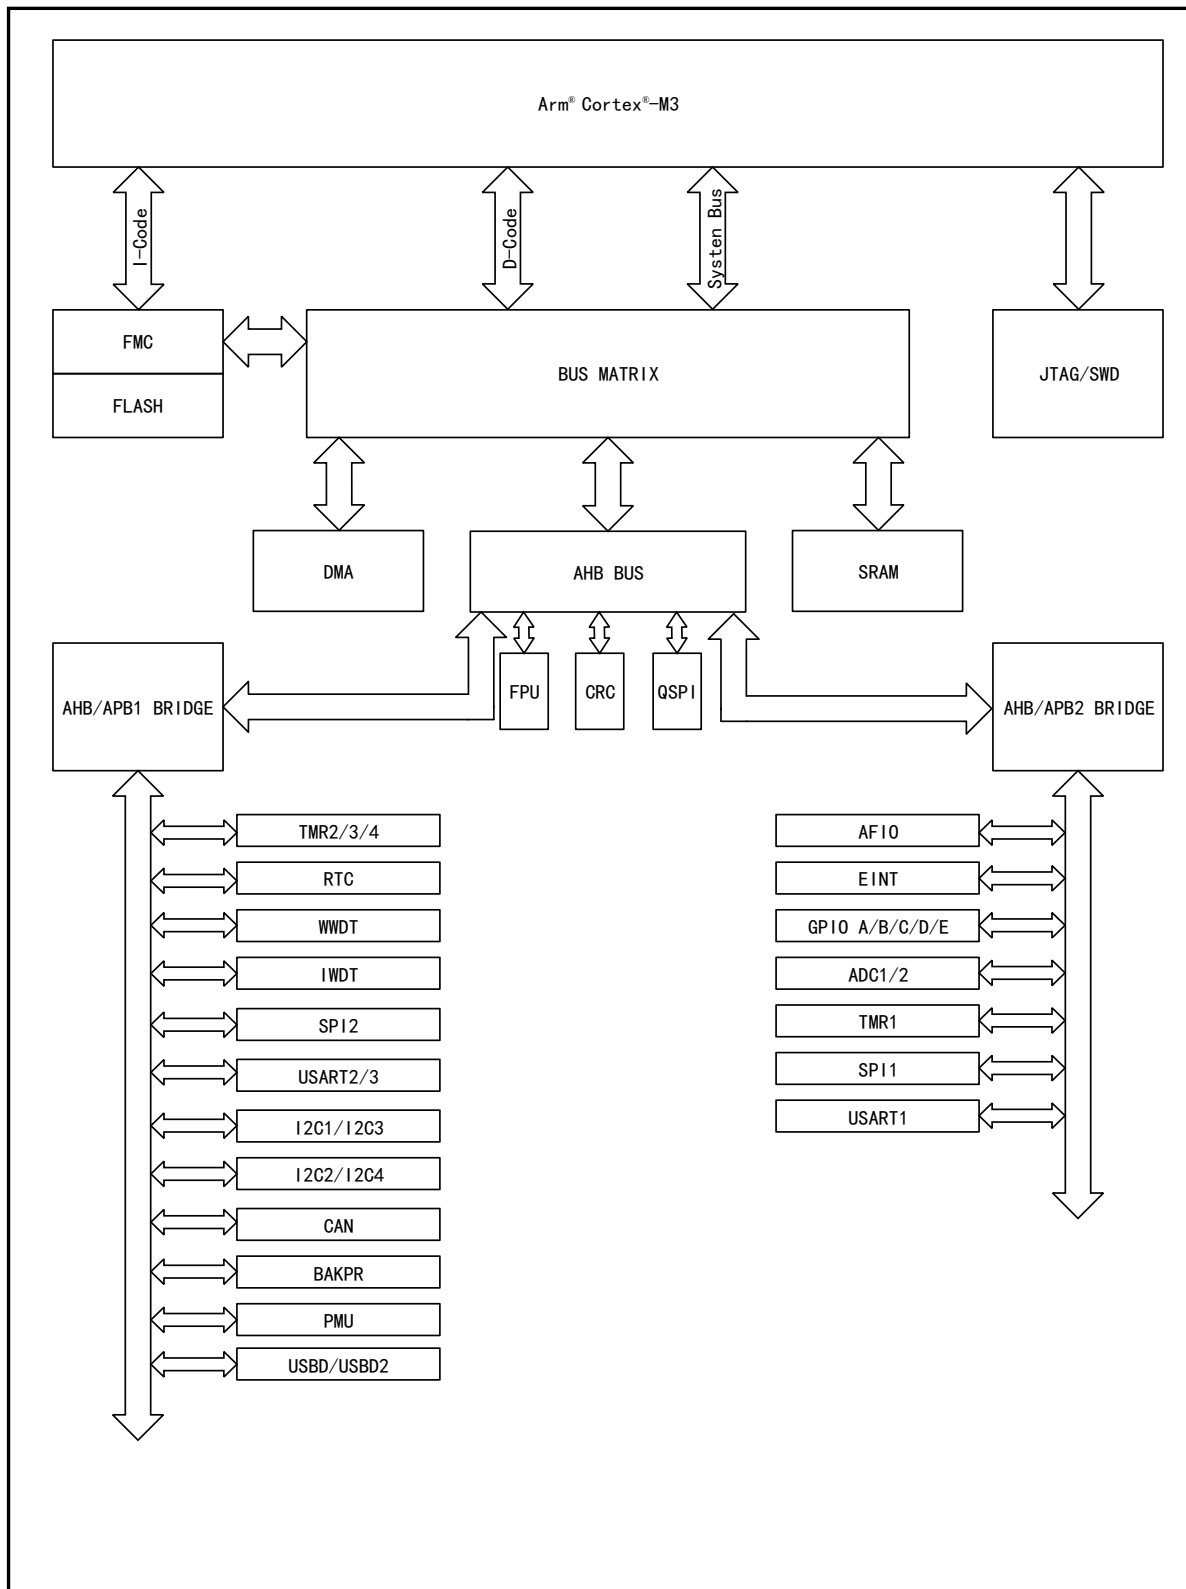 Arm® Cortex®-M3
I-Code
D-Code
Systen Bus
FMC
FLASH
BUS MATRIX
JTAG/SWD
DMA
AHB BUS
SRAM
AHB/APB1 BRIDGE
FPU
CRC
QSPI
AHB/APB2 BRIDGE
TMR2/3/4
RTC
WWDT
IWDT
SPI2
USART2/3
I2C1/I2C3
I2C2/I2C4
CAN
BAKPR
PMU
USBD/USBD2
AFIO
EINT
GPIO A/B/C/D/E
ADC1/2
TMR1
SPI1
USART1